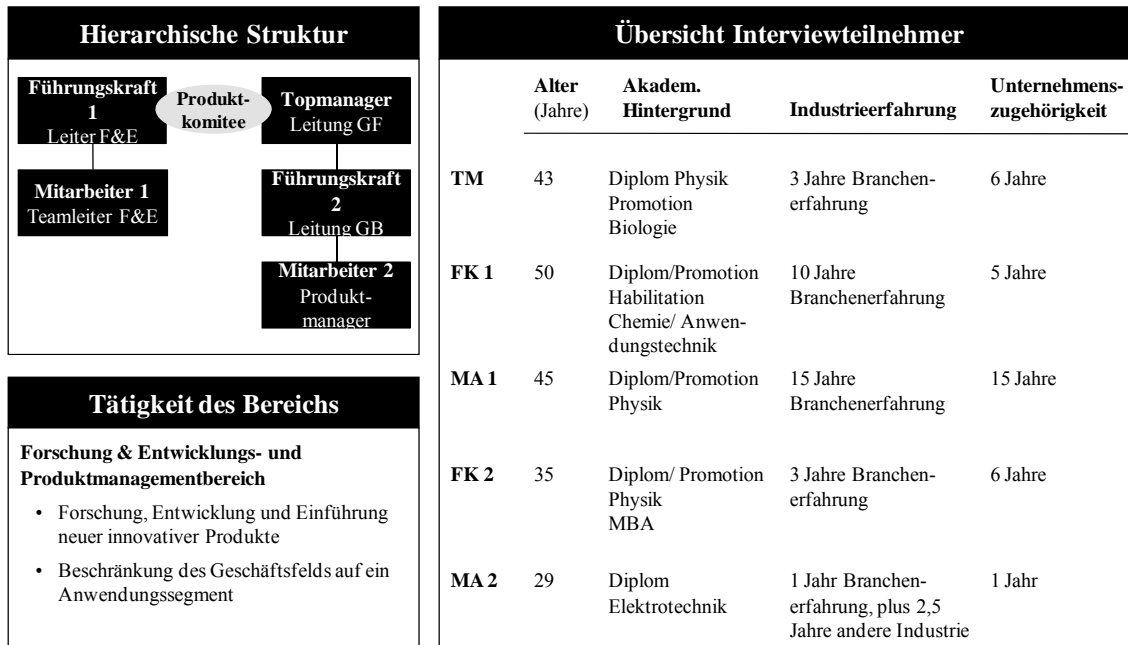 Hierarchische Struktur
Führungskraft
1
Leiter F&E
Produkt-
komitee
Topmanager
Leitung GF
Mitarbeiter 1
Teamleiter F&E
Führungskraft
2
Leitung GB
Mitarbeiter 2
Produkt-
manager
Tätigkeit des Bereichs
Forschung & Entwicklungs- und
Produktmanagementbereich
• Forschung, Entwicklung und Einführung
neuer innovativer Produkte
• Beschränkung des Geschäftsfelds auf ein
Anwendungssegment
Übersicht Interviewteilnehmer
Alter
(Jahre)
Akadem.
Hintergrund
Industrieerfahrung
Unternehmens-
zugehörigkeit
TM
43
Diplom Physik
Promotion
Biologie
3 Jahre Branchen-
erfahrung
6 Jahre
FK 1
50
Diplom/Promotion
Habilitation
Chemie/ Anwen-
dungstechnik
10 Jahre
Branchenerfahrung
5 Jahre
MA 1
45
Diplom/Promotion
Physik
15 Jahre
Branchenerfahrung
15 Jahre
FK 2
35
Diplom/ Promotion
Physik
MBA
3 Jahre Branchen-
erfahrung
6 Jahre
MA 2
29
Diplom
Elektrotechnik
1 Jahr Branchen-
erfahrung, plus 2,5
Jahre andere Industrie
1 Jahr